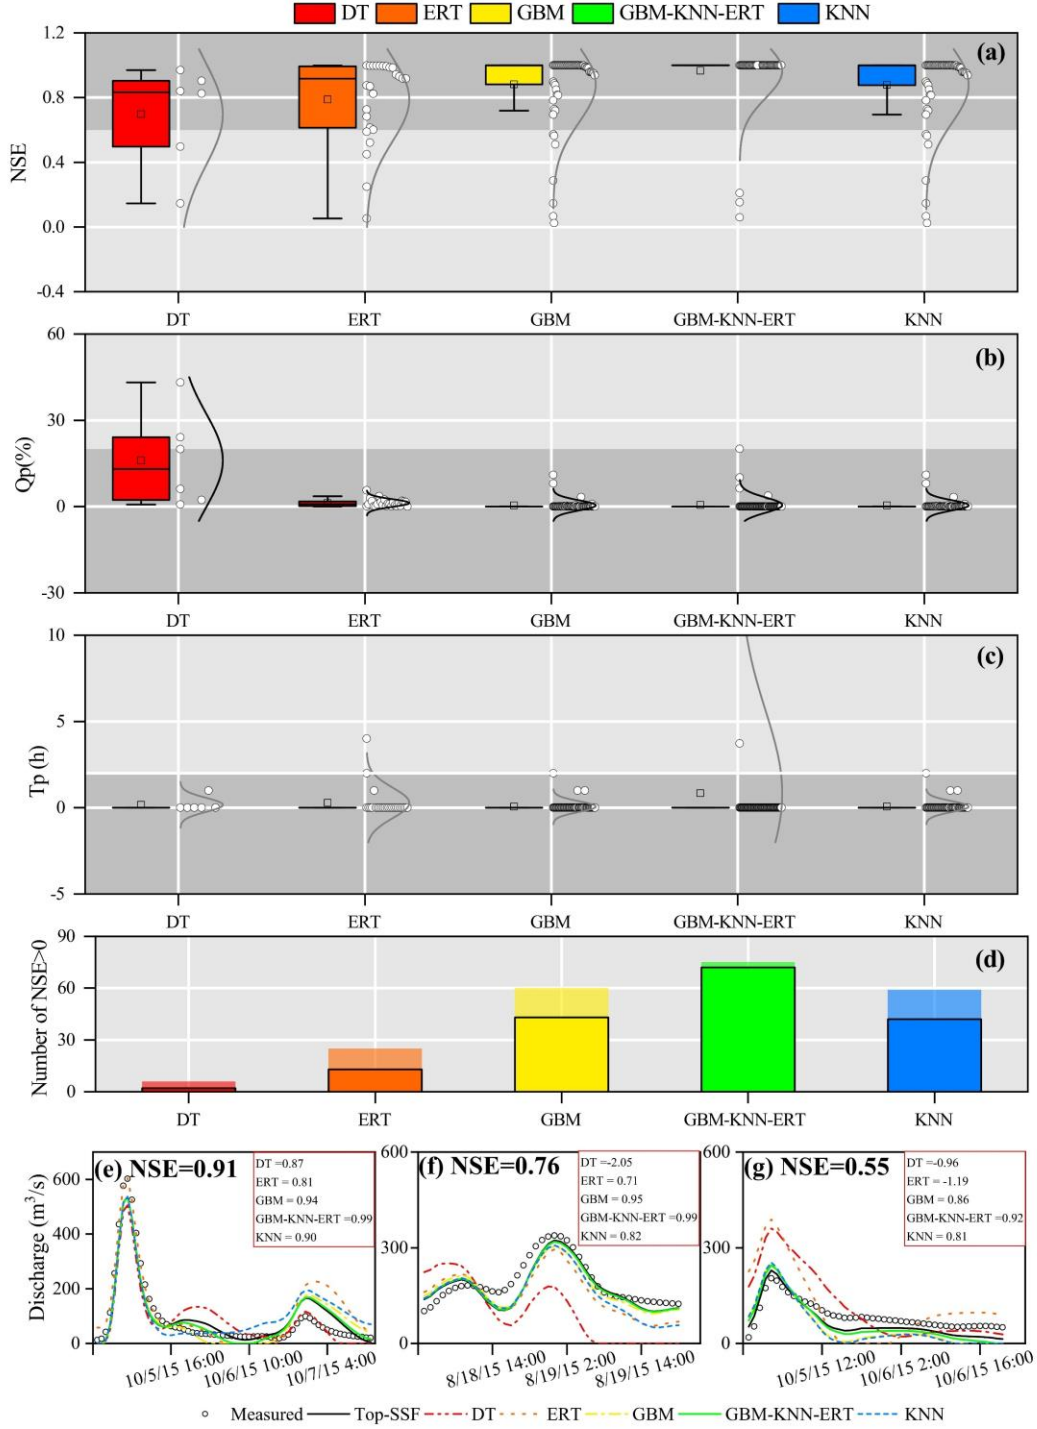 DT ERT GBM GBM-KNN-ERT KNN
(a)
NSE
1.2
0.8
0.4
0.0
-0.4
DT ERT GBM GBM-KNN-ERT KNN
(b)
Qp(%)
60
30
0
-30
DT ERT GBM GBM-KNN-ERT KNN
(c)
Tp (h)
10
5
0
-5
DT ERT GBM GBM-KNN-ERT KNN
(d)
Number of NSE>0
90
60
30
0
DT ERT GBM GBM-KNN-ERT KNN
Discharge (m³/s)
600
400
200
0
(e) NSE=0.91
DT =0.87
ERT = 0.81
GBM = 0.94
GBM-KNN-ERT =0.99
KNN = 0.90
10/5/15 16:00 10/6/15 10:00 10/7/15 4:00
600
300
0
(f) NSE=0.76
DT =-2.05
ERT = 0.71
GBM = 0.95
GBM-KNN-ERT =0.99
KNN = 0.82
8/18/15 14:00 8/19/15 2:00 8/19/15 14:00
600
300
0
(g) NSE=0.55
DT =-0.96
ERT = -1.19
GBM = 0.86
GBM-KNN-ERT =0.92
KNN = 0.81
10/5/15 12:00 10/6/15 2:00 10/6/15 16:00
Measured Top-SSF DT ERT GBM GBM-KNN-ERT KNN